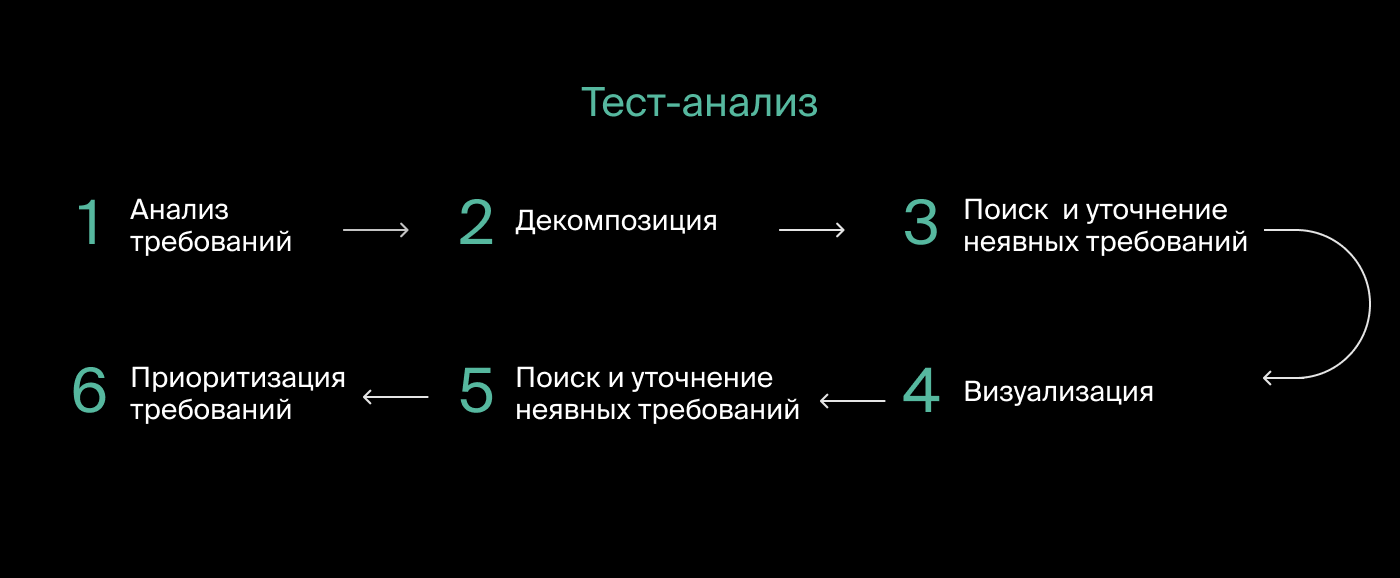 Тест-анализ
1 Анализ
требований
2 Декомпозиция
3 Поиск и уточнение
неявных требований
4 Визуализация
5 Поиск и уточнение
неявных требований
6 Приоритизация
требований